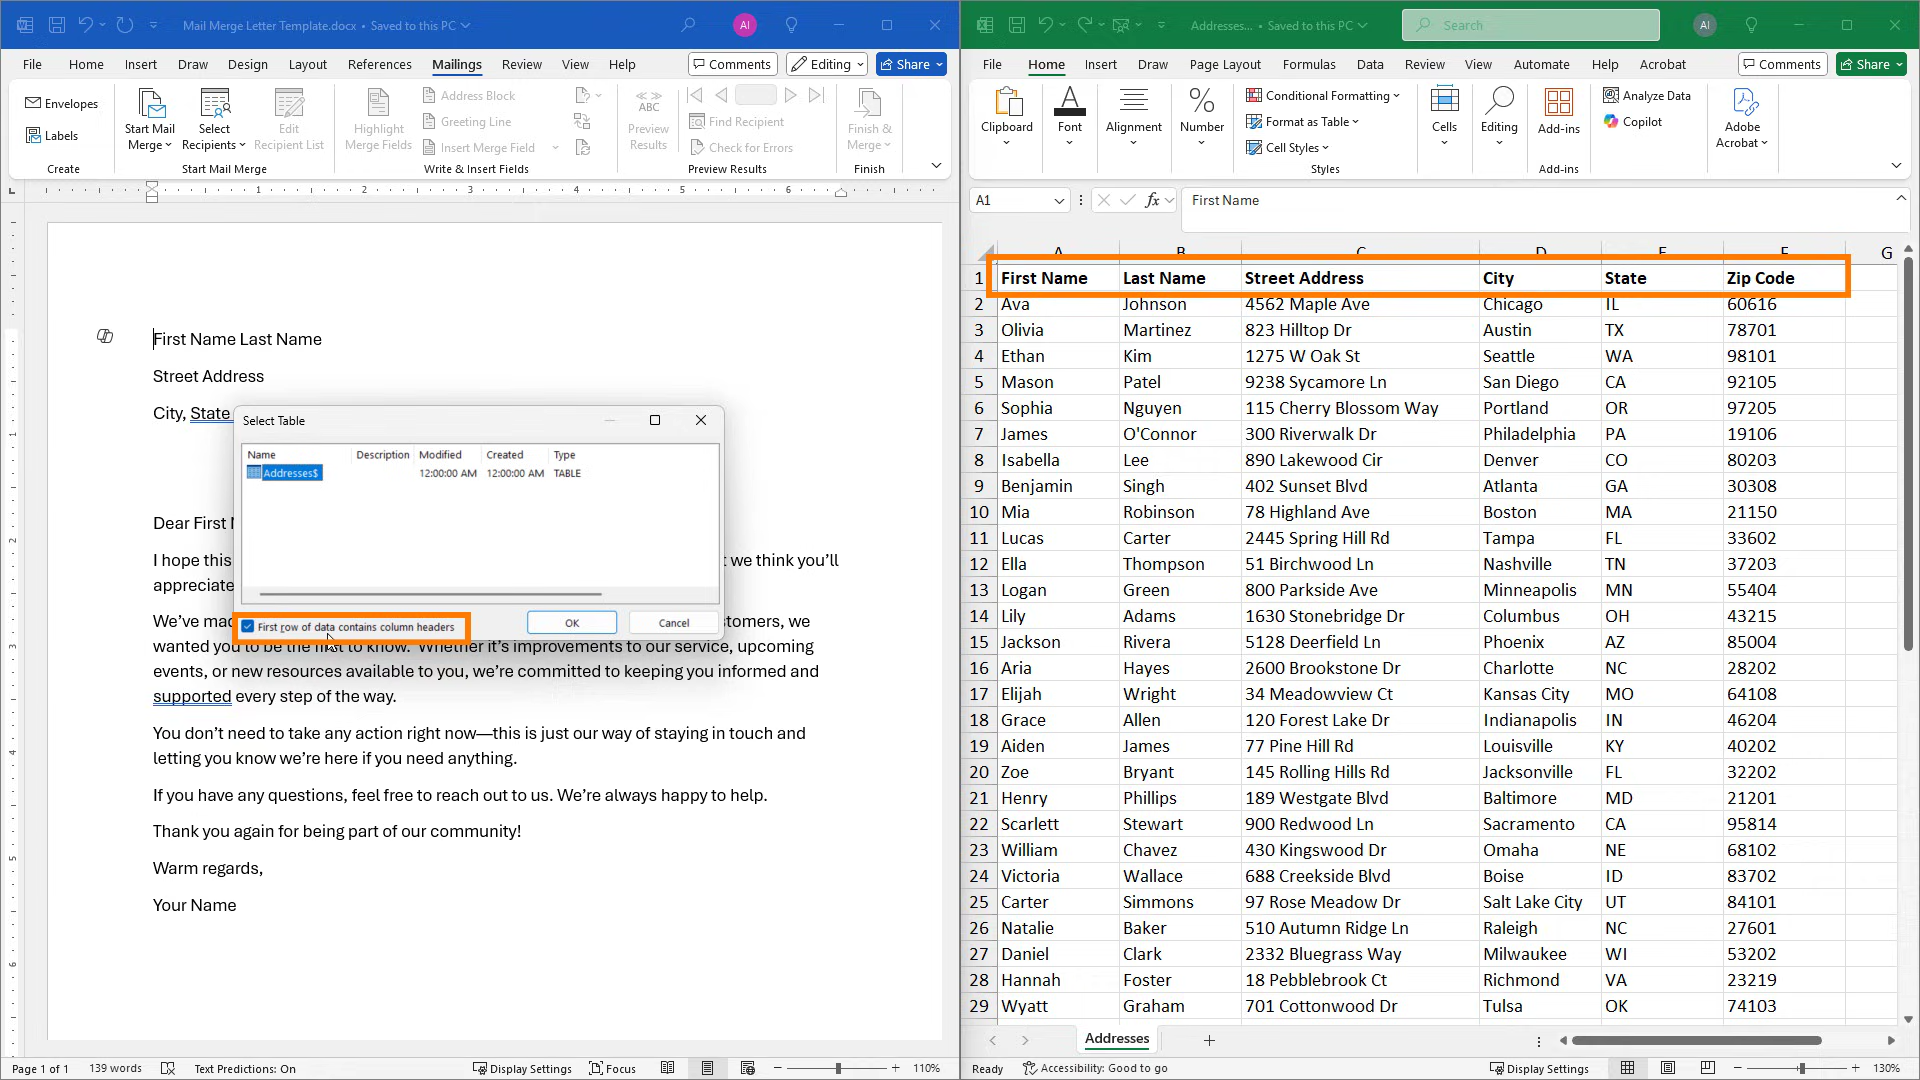 Mail Merge Letter Template.docx • Saved to this PC
AI
File Home Insert Draw Design Layout References Mailings Review View Help
Comments Editing Share
Envelopes
Labels
Create
Start Mail Merge
Select Recipients
Edit Recipient List
Start Mail Merge
Highlight Merge Fields
Address Block
Greeting Line
Insert Merge Field
Write & Insert Fields
ABC
Preview Results
Find Recipient
Check for Errors
Preview Results
Finish & Merge
Finish
1 2 3 4 5 6
First Name Last Name
Street Address
City, State
Dear First
I hope this we think you’ll
appreciate
We’ve mad stomers, we
wanted you to be the first to know. Whether it’s improvements to our service, upcoming
events, or new resources available to you, we’re committed to keeping you informed and
supported every step of the way.
You don’t need to take any action right now—this is just our way of staying in touch and
letting you know we’re here if you need anything.
If you have any questions, feel free to reach out to us. We’re always happy to help.
Thank you again for being part of our community!
Warm regards,
Your Name
Select Table
Name Description Modified Created Type
Addresses$ 12:00:00 AM 12:00:00 AM TABLE
First row of data contains column headers
OK Cancel
Page 1 of 1 139 words Text Predictions: On Display Settings Focus 110%
Addresses... • Saved to this PC
Search
AI
File Home Insert Draw Page Layout Formulas Data Review View Automate Help Acrobat
Comments Share
Clipboard
Font
Alignment
%
Number
Conditional Formatting
Format as Table
Cell Styles
Styles
Cells
Editing
Add-ins
Add-ins
Analyze Data
Copilot
Adobe Acrobat
A1 fx First Name
A B C D E F G
1 First Name Last Name Street Address City State Zip Code
2 Ava Johnson 4562 Maple Ave Chicago IL 60616
3 Olivia Martinez 823 Hilltop Dr Austin TX 78701
4 Ethan Kim 1275 W Oak St Seattle WA 98101
5 Mason Patel 9238 Sycamore Ln San Diego CA 92105
6 Sophia Nguyen 115 Cherry Blossom Way Portland OR 97205
7 James O'Connor 300 Riverwalk Dr Philadelphia PA 19106
8 Isabella Lee 890 Lakewood Cir Denver CO 80203
9 Benjamin Singh 402 Sunset Blvd Atlanta GA 30308
10 Mia Robinson 78 Highland Ave Boston MA 21150
11 Lucas Carter 2445 Spring Hill Rd Tampa FL 33602
12 Ella Thompson 51 Birchwood Ln Nashville TN 37203
13 Logan Green 800 Parkside Ave Minneapolis MN 55404
14 Lily Adams 1630 Stonebridge Dr Columbus OH 43215
15 Jackson Rivera 5128 Deerfield Ln Phoenix AZ 85004
16 Aria Hayes 2600 Brookstone Dr Charlotte NC 28202
17 Elijah Wright 34 Meadowview Ct Kansas City MO 64108
18 Grace Allen 120 Forest Lake Dr Indianapolis IN 46204
19 Aiden James 77 Pine Hill Rd Louisville KY 40202
20 Zoe Bryant 145 Rolling Hills Rd Jacksonville FL 32202
21 Henry Phillips 189 Westgate Blvd Baltimore MD 21201
22 Scarlett Stewart 900 Redwood Ln Sacramento CA 95814
23 William Chavez 430 Kingswood Dr Omaha NE 68102
24 Victoria Wallace 688 Creekside Blvd Boise ID 83702
25 Carter Simmons 97 Rose Meadow Dr Salt Lake City UT 84101
26 Natalie Baker 510 Autumn Ridge Ln Raleigh NC 27601
27 Daniel Clark 2332 Bluegrass Way Milwaukee WI 53202
28 Hannah Foster 18 Pebblebrook Ct Richmond VA 23219
29 Wyatt Graham 701 Cottonwood Dr Tulsa OK 74103
Addresses
Ready Accessibility: Good to go Display Settings 130%